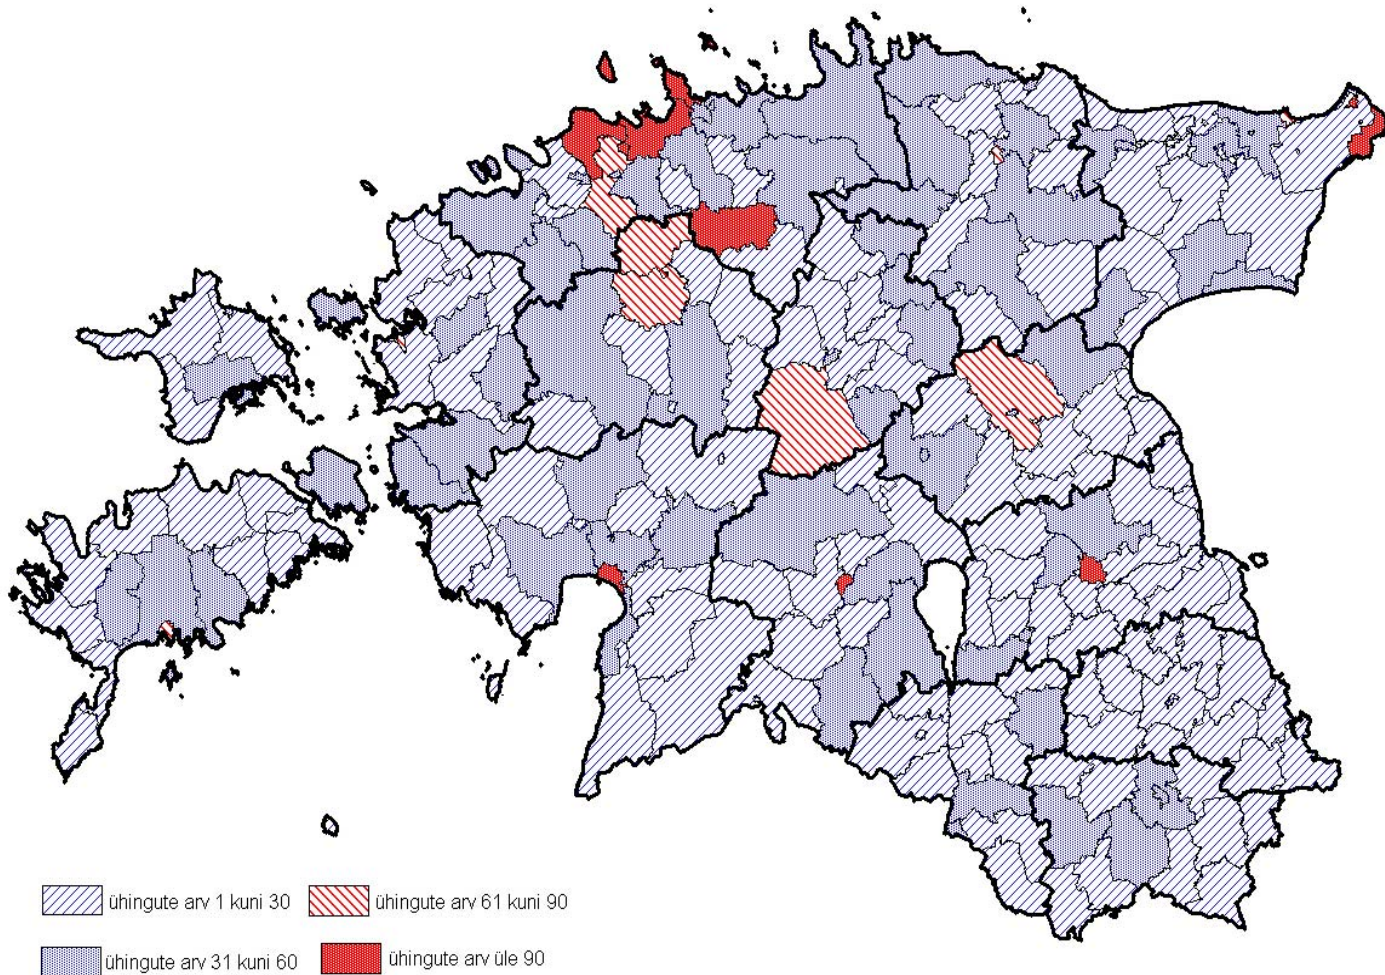 ühingute arv 1 kuni 30
ühingute arv 61 kuni 90
ühingute arv 31 kuni 60
ühingute arv üle 90